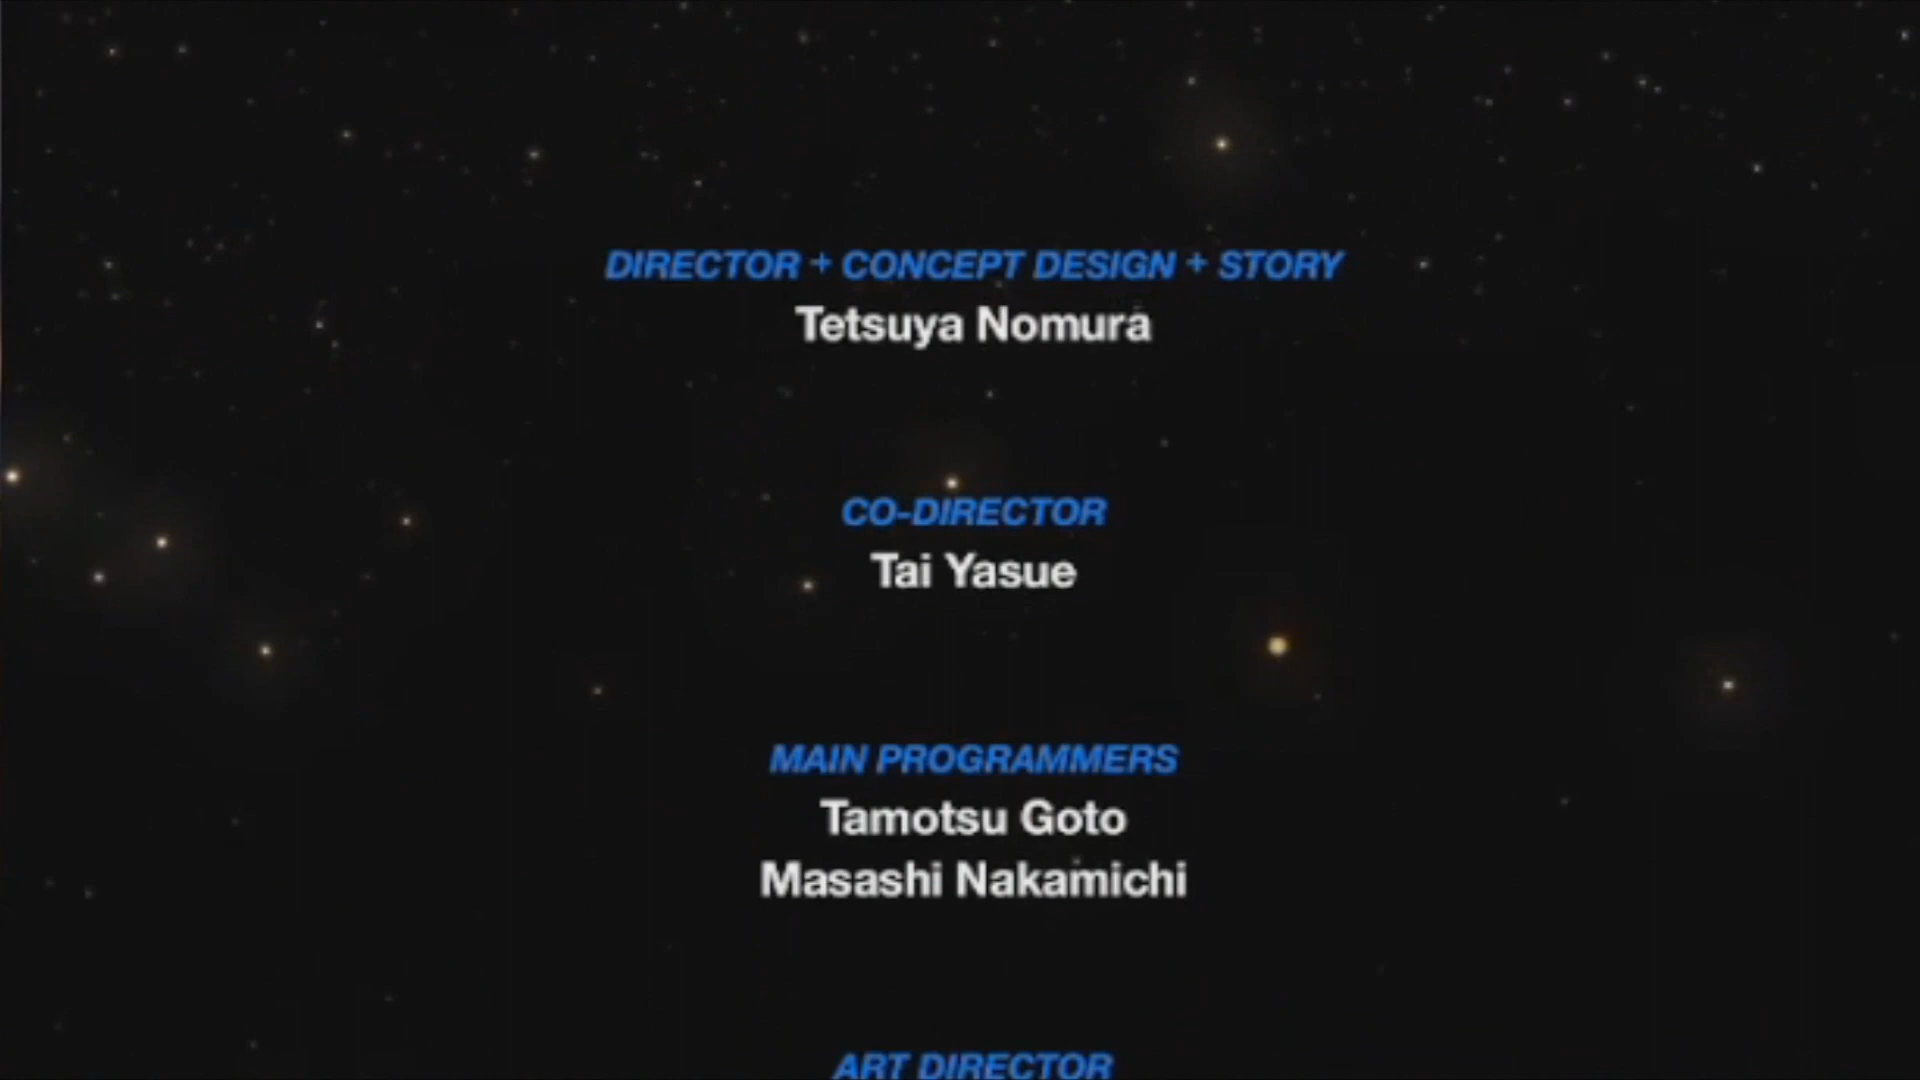 DIRECTOR + CONCEPT DESIGN + STORY
Tetsuya Nomura
CO-DIRECTOR
Tai Yasue
MAIN PROGRAMMERS
Tamotsu Goto
Masashi Nakamichi
ART DIRECTOR